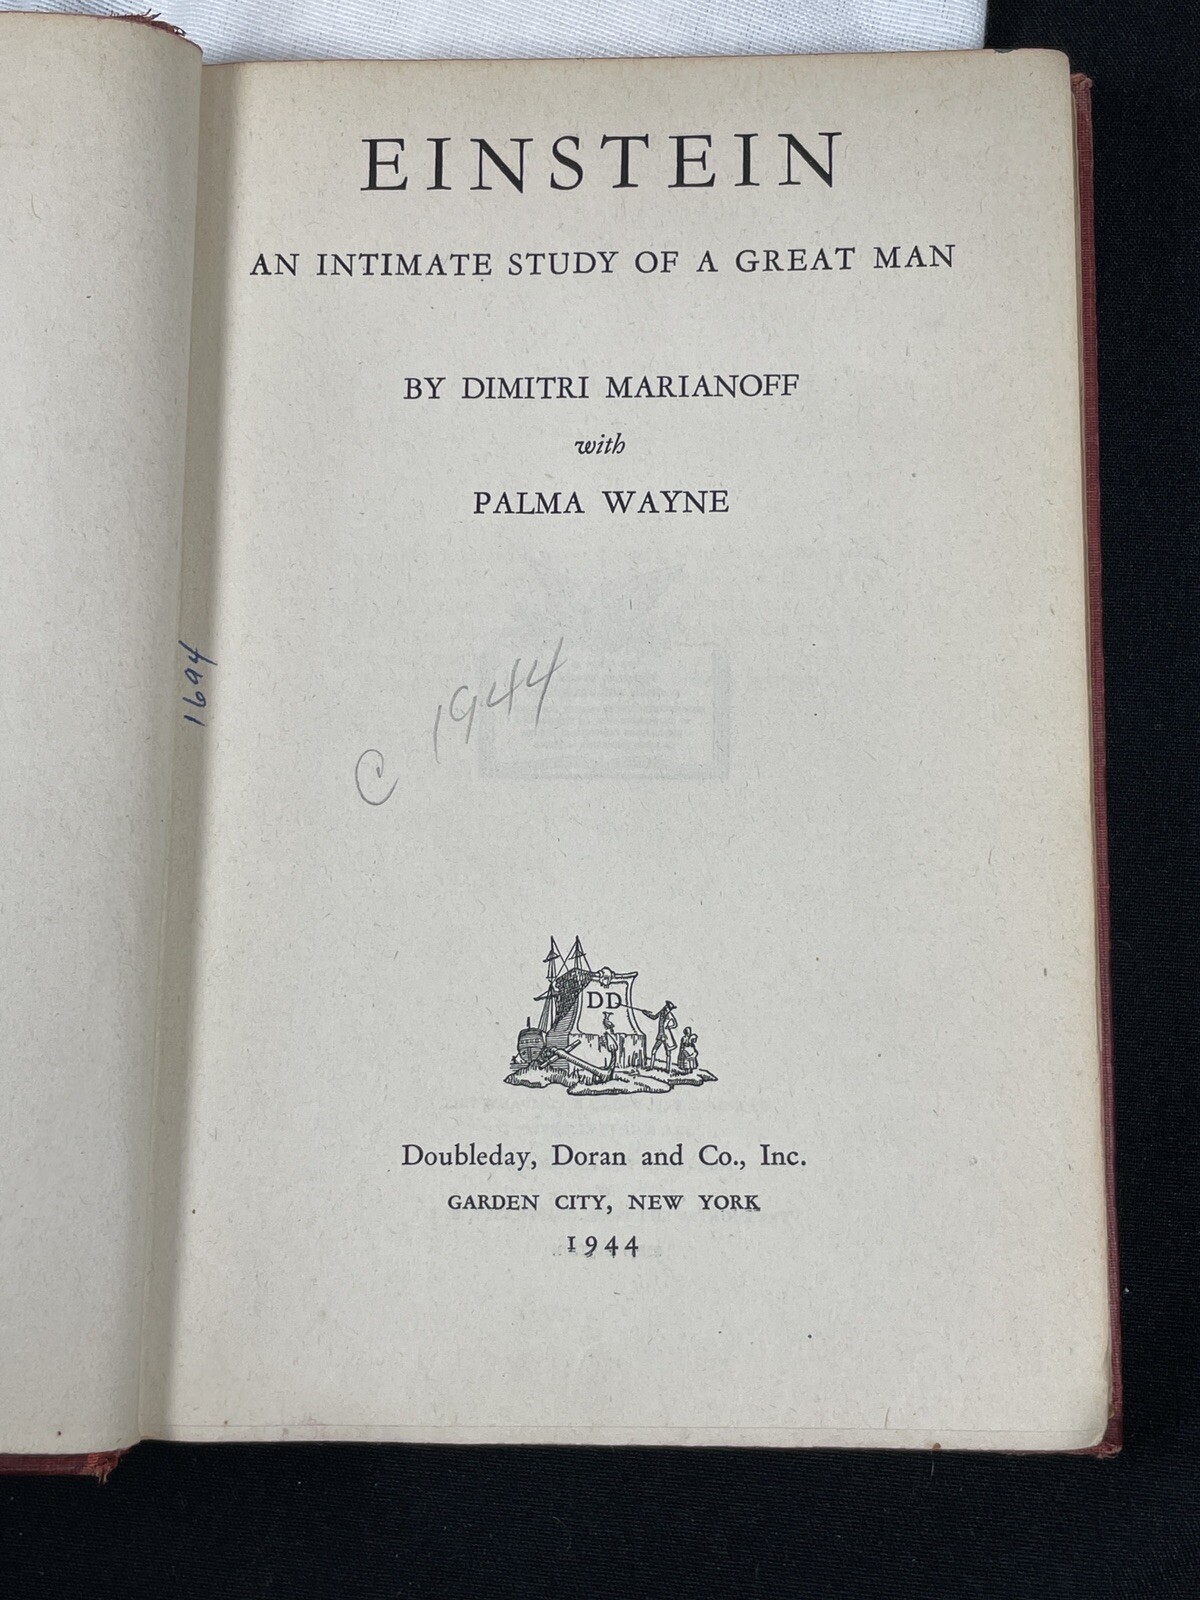 EINSTEIN
AN INTIMATE STUDY OF A GREAT MAN
BY DIMITRI MARIANOFF
with
PALMA WAYNE
1694
C 1944
DD
Doubleday, Doran and Co., Inc.
GARDEN CITY, NEW YORK
1944